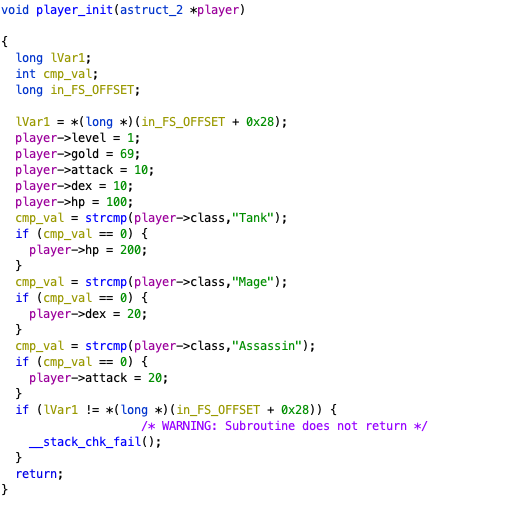 void player_init(astruct_2 *player)
{
long lVar1;
int cmp_val;
long in_FS_OFFSET;
lVar1 = *(long *)(in_FS_OFFSET + 0x28);
player->level = 1;
player->gold = 69;
player->attack = 10;
player->dex = 10;
player->hp = 100;
cmp_val = strcmp(player->class,"Tank");
if (cmp_val == 0) {
player->hp = 200;
}
cmp_val = strcmp(player->class,"Mage");
if (cmp_val == 0) {
player->dex = 20;
}
cmp_val = strcmp(player->class,"Assassin");
if (cmp_val == 0) {
player->attack = 20;
}
if (lVar1 != *(long *)(in_FS_OFFSET + 0x28)) {
/* WARNING: Subroutine does not return */
__stack_chk_fail();
}
return;
}